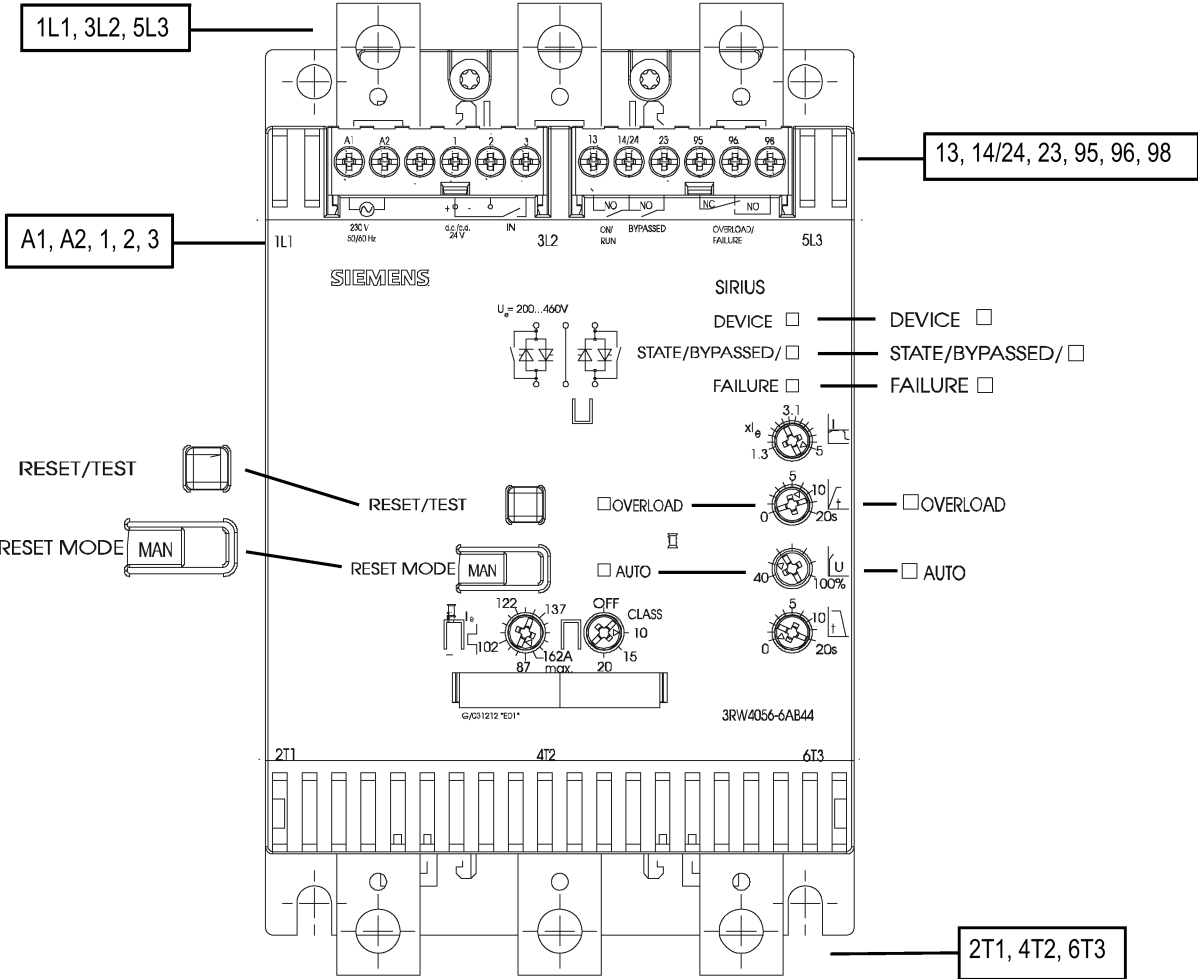 1L1, 3L2, 5L3
A1 A2 1 2 3
13 14/24 23 95 96 98
13, 14/24, 23, 95, 96, 98
+ -
NO NO NC NO
230 V
50/60 Hz
d.c./c.a.
24 V
IN
ON/
RUN
BYPASSED
OVERLOAD/
FAILURE
A1, A2, 1, 2, 3
1L1 3L2 5L3
SIEMENS
SIRIUS
Ue = 200...460V
DEVICE DEVICE
STATE/BYPASSED/ STATE/BYPASSED/
FAILURE FAILURE
3.1
xIe
1.3 5
I
RESET/TEST
RESET/TEST
5
10
0 20s
t
OVERLOAD OVERLOAD
RESET MODE MAN
RESET MODE MAN
AUTO AUTO
40 100%
U
Ie
122 137
102 162A
87 max.
OFF
CLASS
10
15
20
5
10
0 20s
t
G/031212 "E01"
3RW4056-6AB44
2T1 4T2 6T3
2T1, 4T2, 6T3